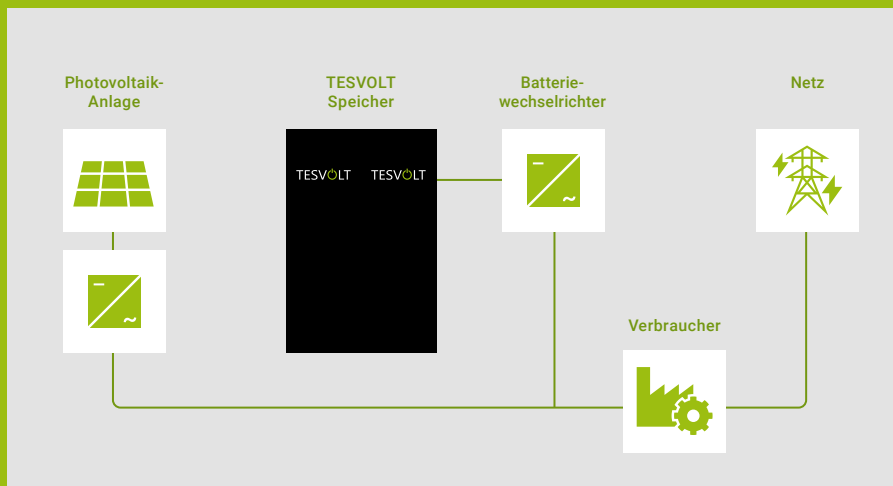 Photovoltaik-
Anlage
TESVOLT
Speicher
Batterie-
wechselrichter
Netz
TESVOLT TESVOLT
Verbraucher